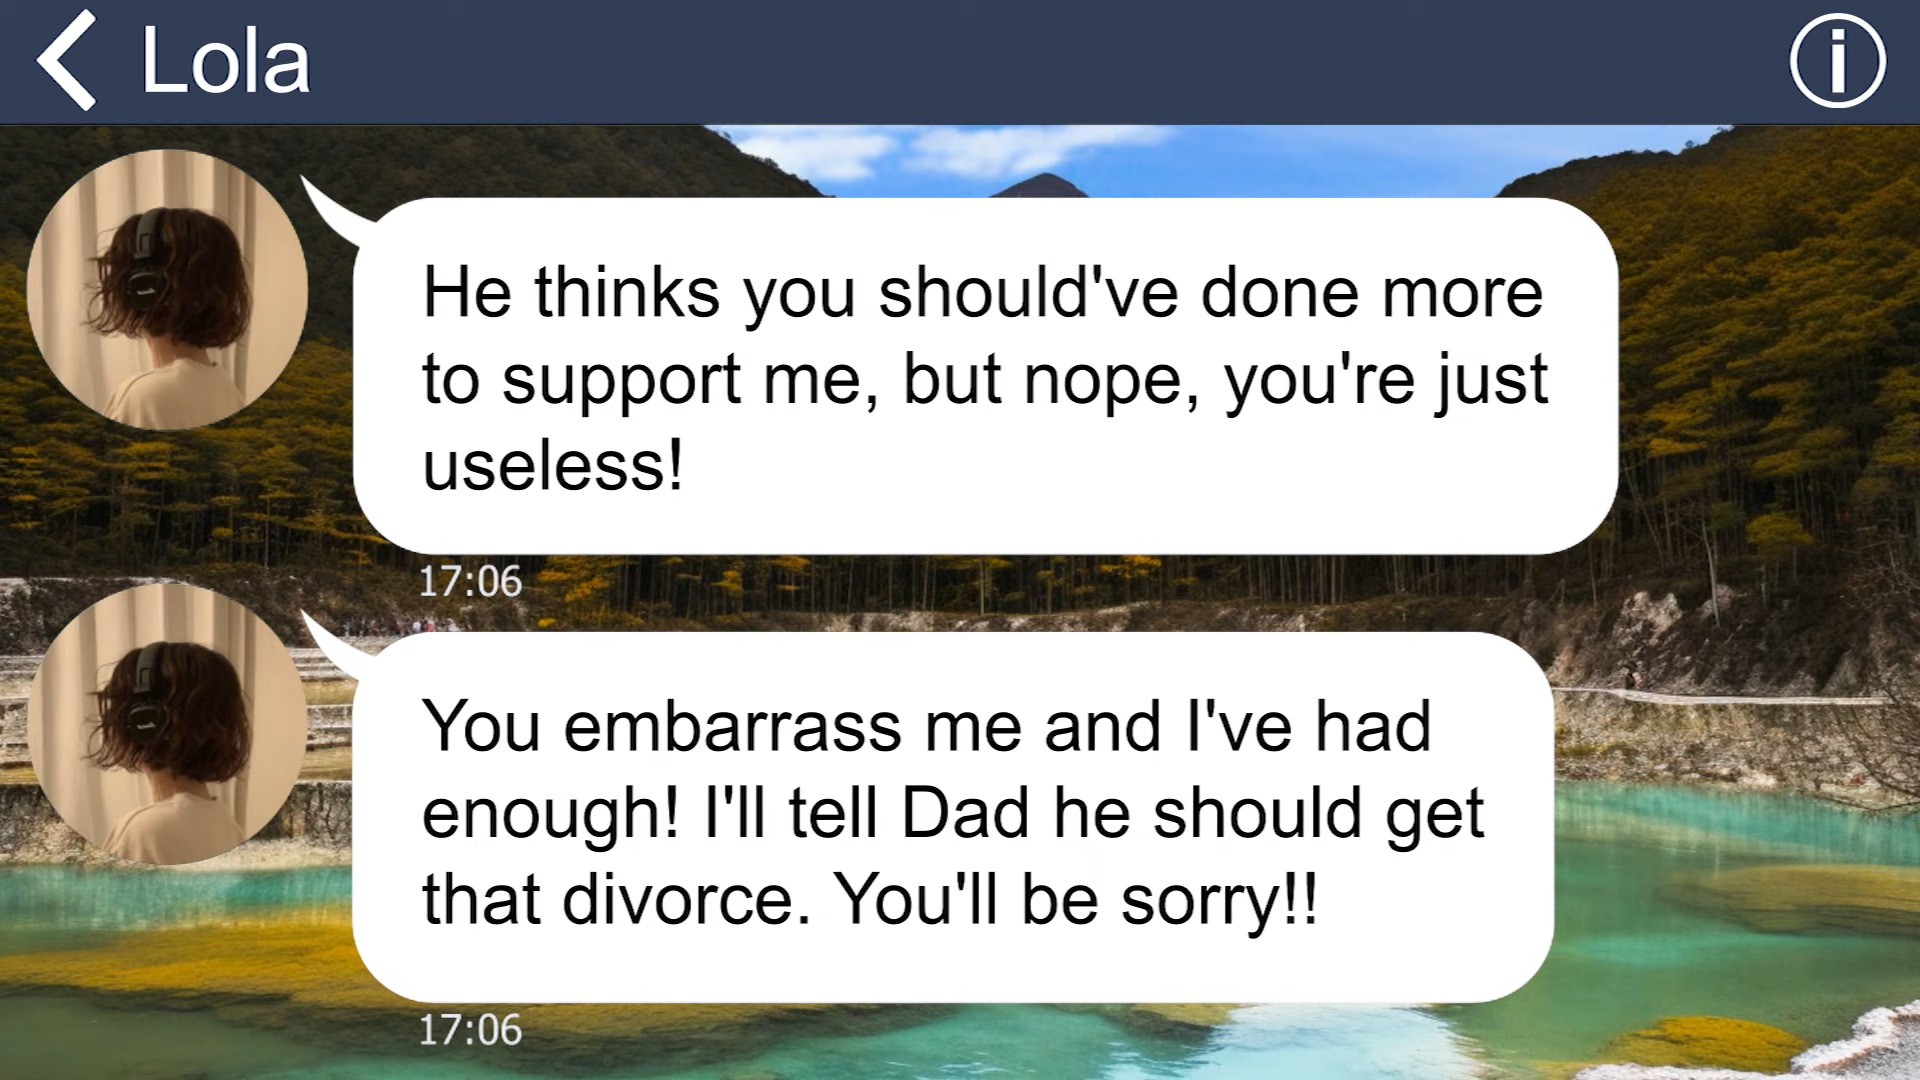 Lola
He thinks you should've done more
to support me, but nope, you're just
useless!
17:06
You embarrass me and I've had
enough! I'll tell Dad he should get
that divorce. You'll be sorry!!
17:06